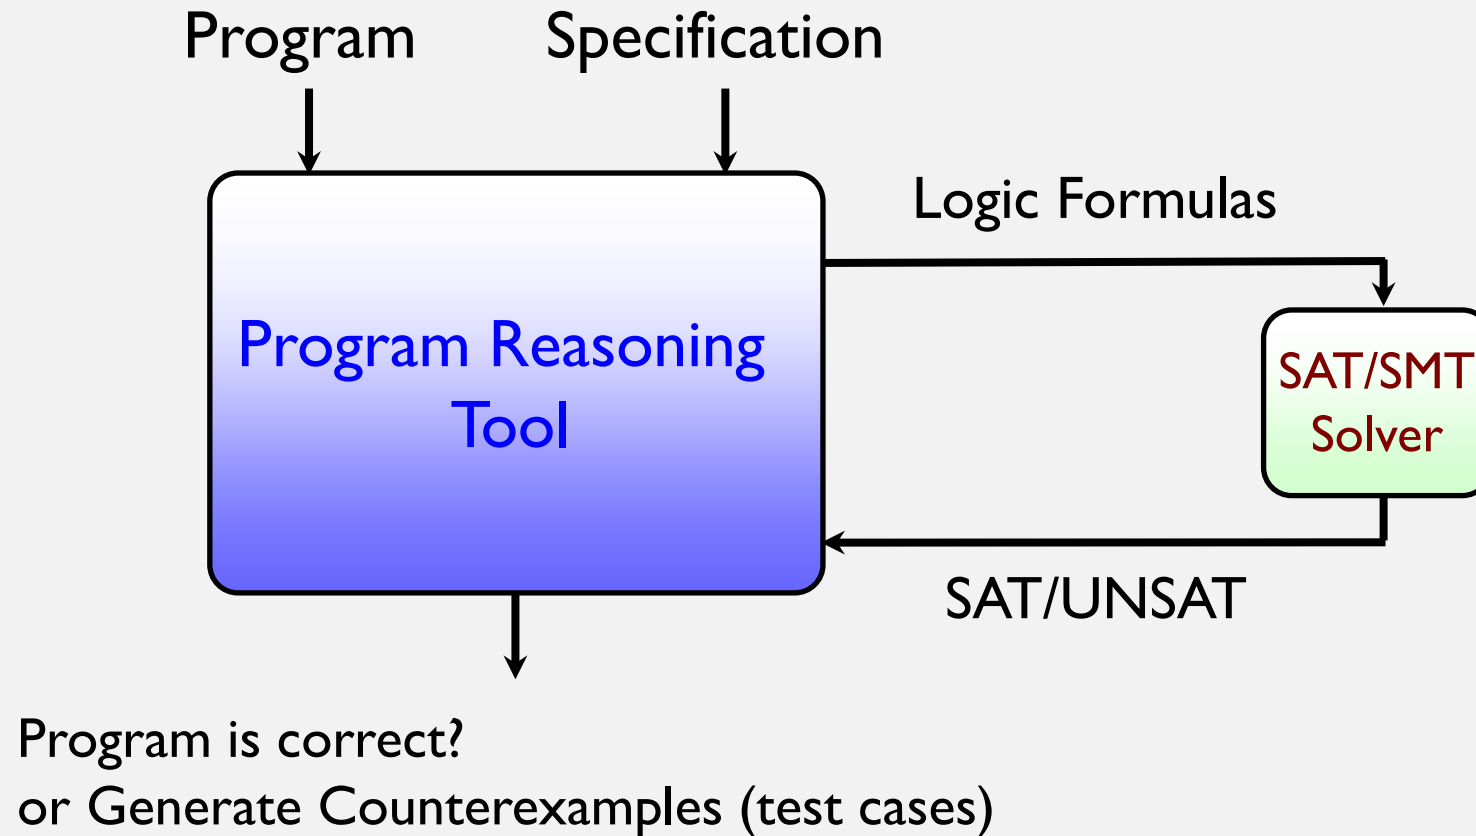 Program
Specification
Logic Formulas
Program Reasoning
Tool
SAT/SMT
Solver
SAT/UNSAT
Program is correct?
or Generate Counterexamples (test cases)